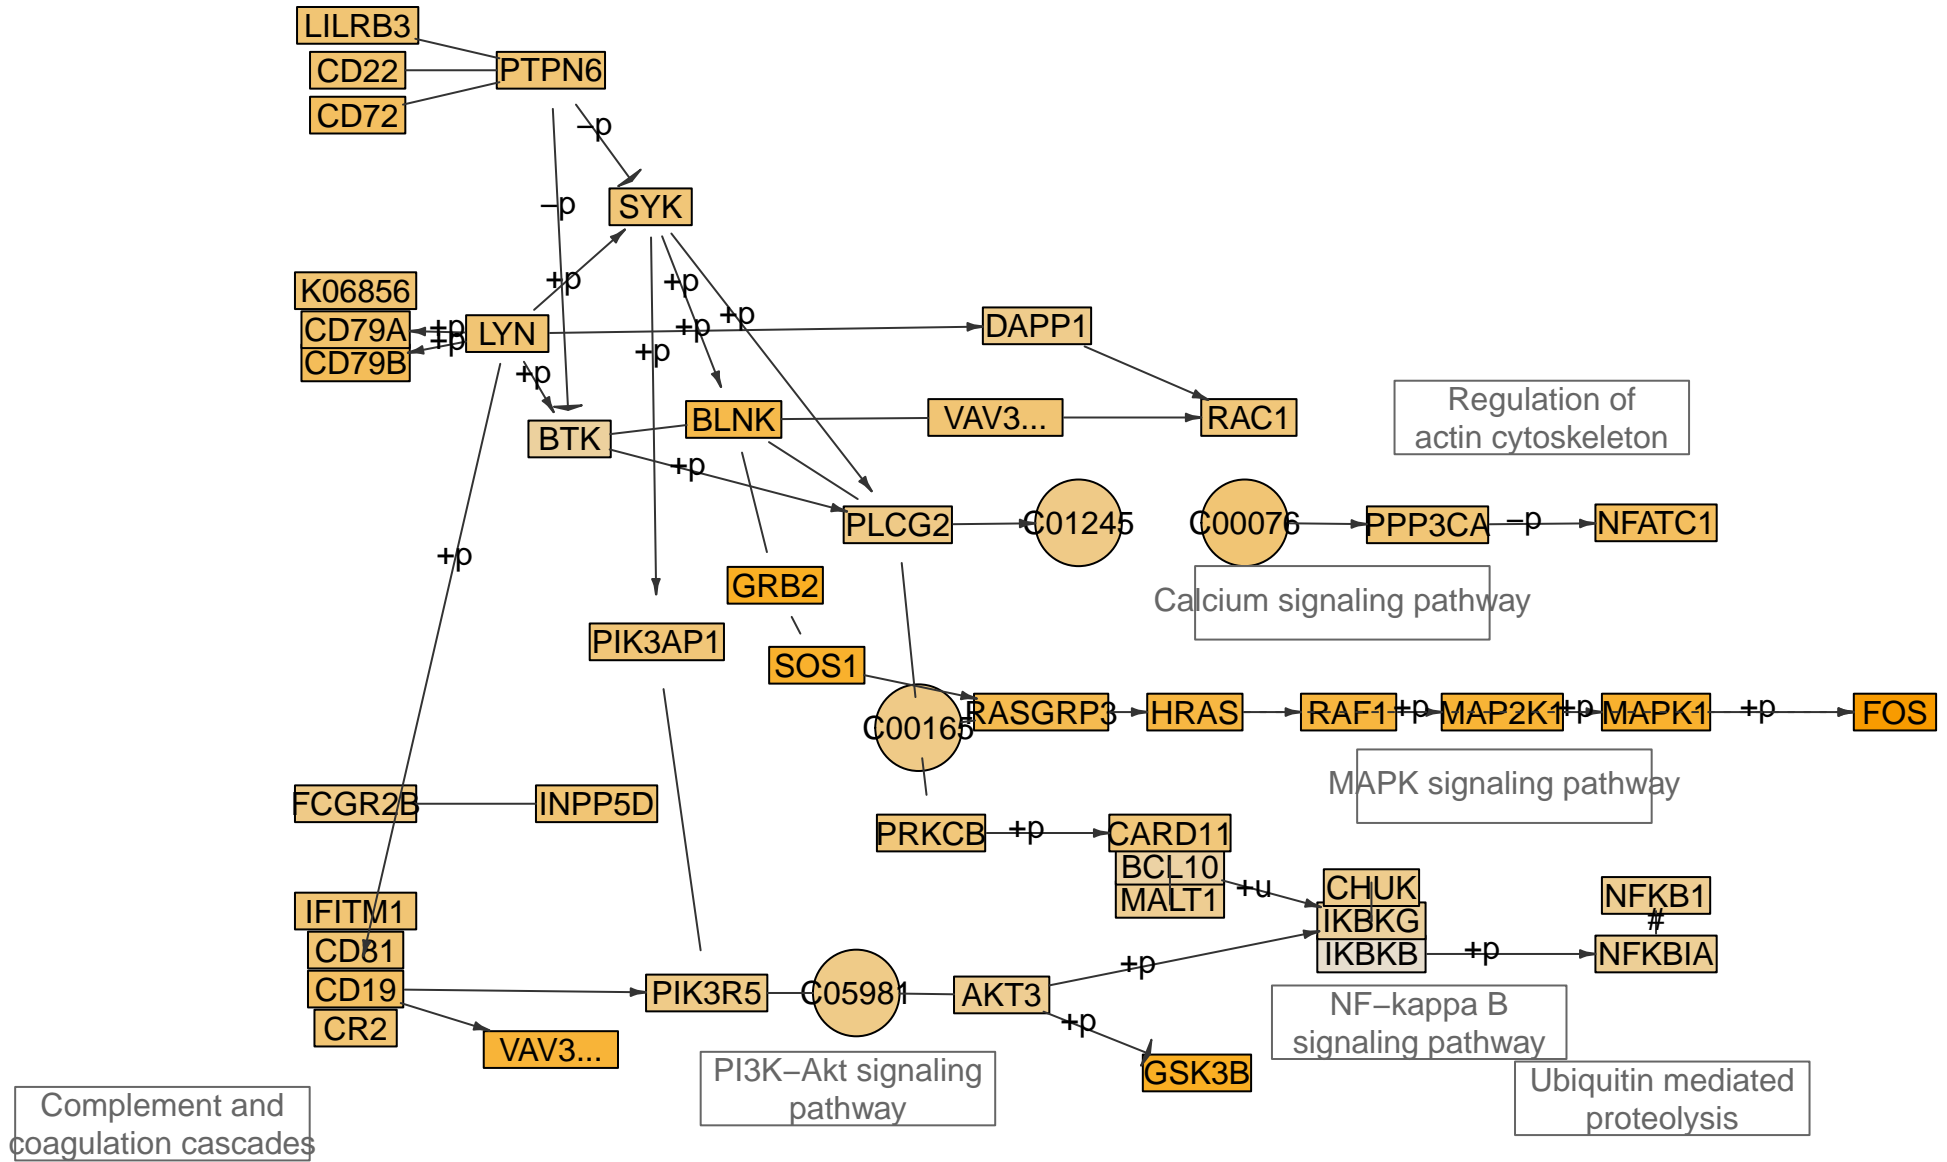 LILRB3
CD22
PTPN6
CD72
–p
–p
SYK
+p
+p
K06856
+p
CD79A
+p
LYN
+p
DAPP1
+p
CD79B
+p
+p
Regulation of
actin cytoskeleton
BTK
BLNK
VAV3...
RAC1
+p
PLCG2
C01245
C00076
PPP3CA
–p
NFATC1
+p
GRB2
Calcium signaling pathway
PIK3AP1
SOS1
C00165
RASGRP3
HRAS
RAF1
+p
MAP2K1
+p
MAPK1
+p
FOS
MAPK signaling pathway
FCGR2B
INPP5D
PRKCB
+p
CARD11
BCL10
MALT1
+u
CHUK
IKBKG
IKBKB
NFKB1
#
+p
NFKBIA
IFITM1
CD81
CD19
CR2
VAV3...
PIK3R5
C05981
AKT3
+p
+p
GSK3B
NF–kappa B
signaling pathway
PI3K–Akt signaling
pathway
Ubiquitin mediated
proteolysis
Complement and
coagulation cascades